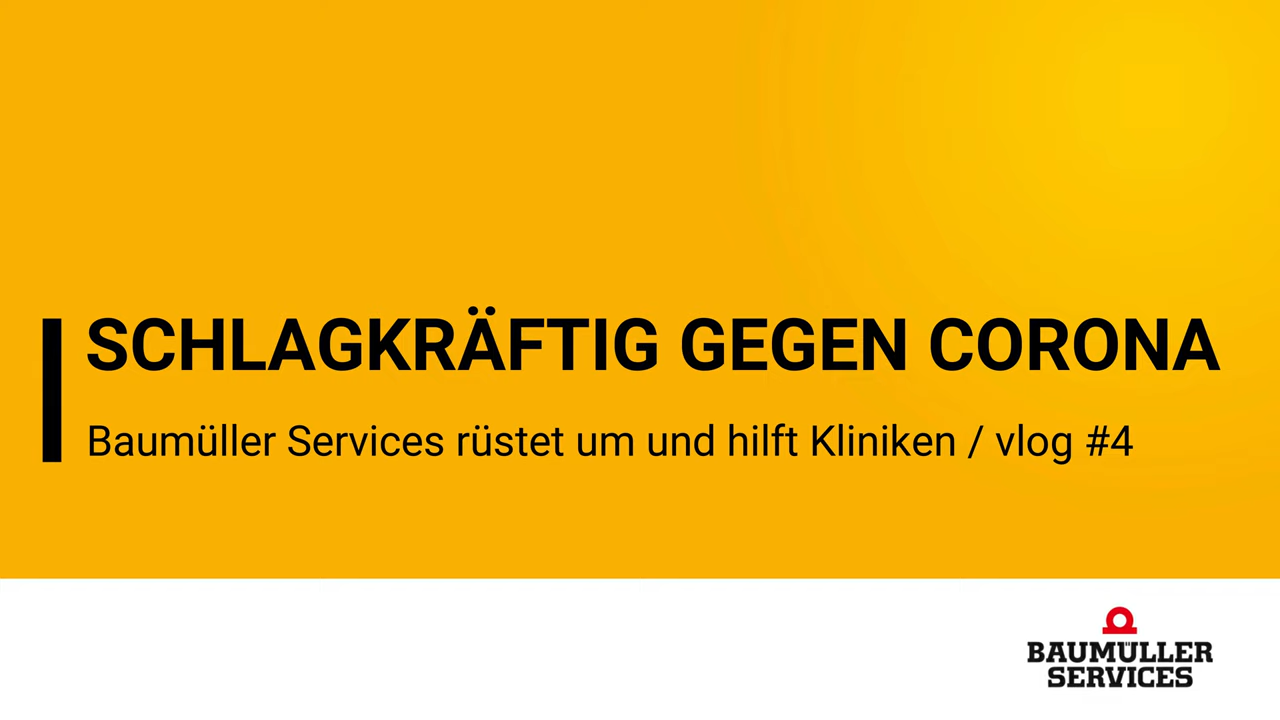 SCHLAGKRÄFTIG GEGEN CORONA
Baumüller Services rüstet um und hilft Kliniken / vlog #4
BAUMÜLLER
SERVICES